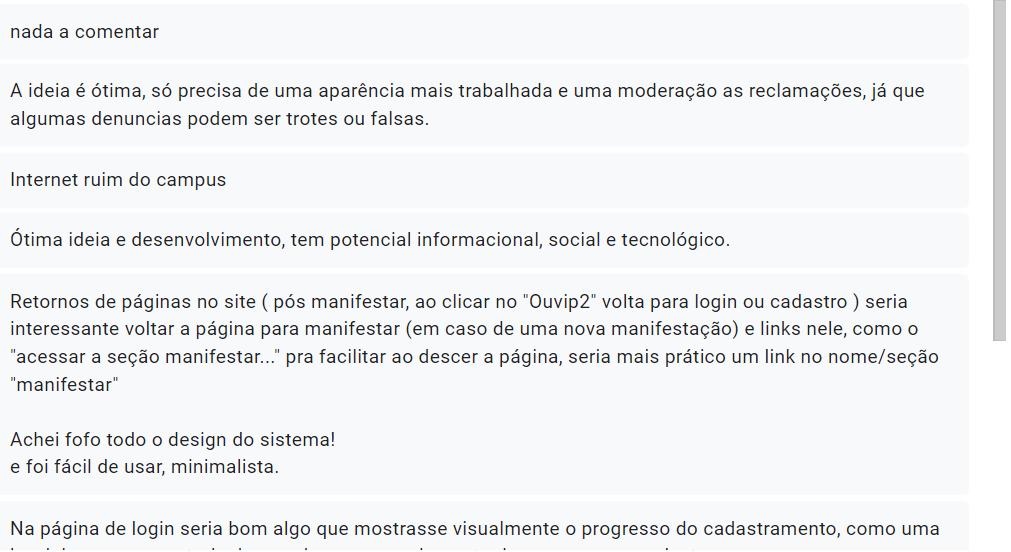 nada a comentar
A ideia é ótima, só precisa de uma aparência mais trabalhada e uma moderação as reclamações, já que
algumas denuncias podem ser trotes ou falsas.
Internet ruim do campus
Ótima ideia e desenvolvimento, tem potencial informacional, social e tecnológico.
Retornos de páginas no site ( pós manifestar, ao clicar no "Ouvip2" volta para login ou cadastro ) seria
interessante voltar a página para manifestar (em caso de uma nova manifestação) e links nele, como o
"acessar a seção manifestar..." pra facilitar ao descer a página, seria mais prático um link no nome/seção
"manifestar"
Achei fofo todo o design do sistema!
e foi fácil de usar, minimalista.
Na página de login seria bom algo que mostrasse visualmente o progresso do cadastramento, como uma